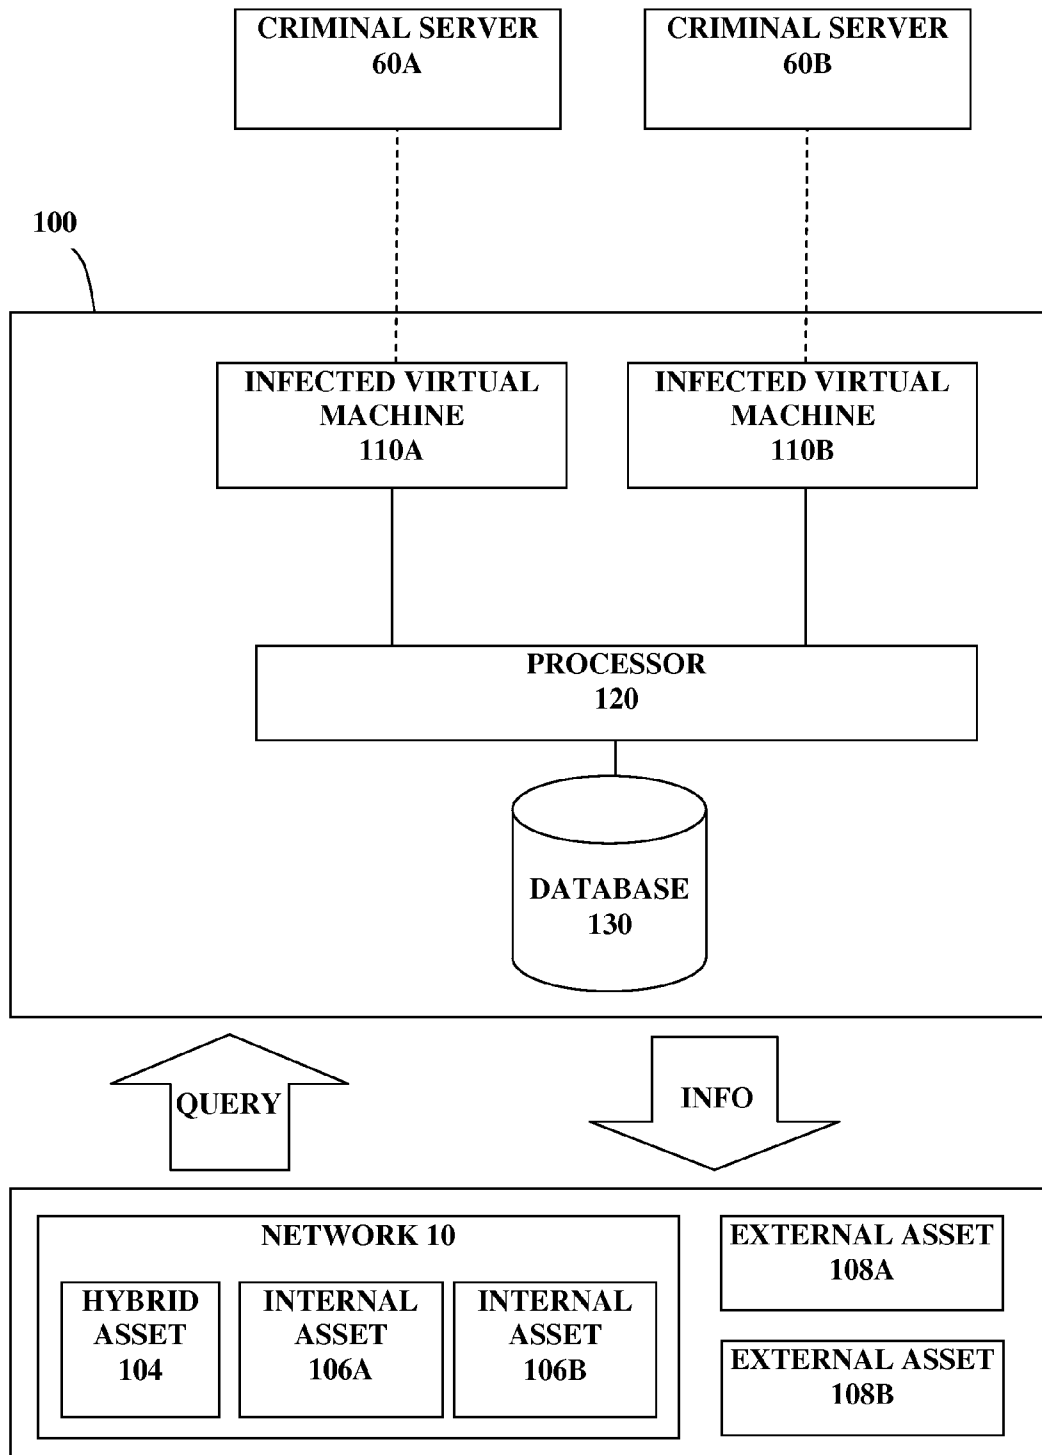 CRIMINAL SERVER
60A
CRIMINAL SERVER
60B
100
INFECTED VIRTUAL
MACHINE
110A
INFECTED VIRTUAL
MACHINE
110B
PROCESSOR
120
DATABASE
130
QUERY
INFO
NETWORK 10
HYBRID
ASSET
104
INTERNAL
ASSET
106A
INTERNAL
ASSET
106B
EXTERNAL ASSET
108A
EXTERNAL ASSET
108B